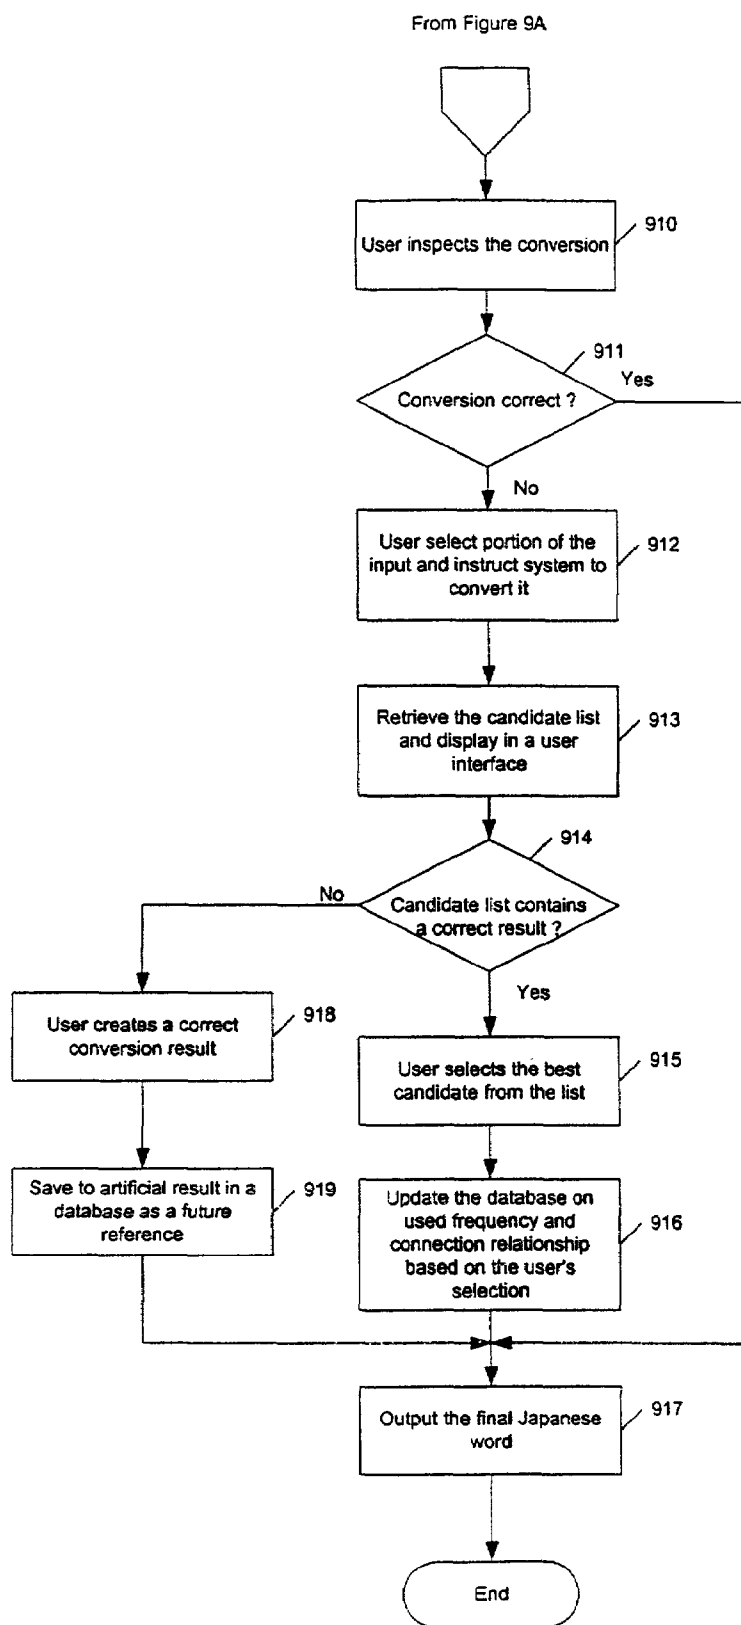 From Figure 9A
User inspects the conversion
910
911
Yes
Conversion correct ?
No
User select portion of the
input and instruct system to
convert it
912
Retrieve the candidate list
and display in a user
interface
913
914
No
Candidate list contains
a correct result ?
Yes
User creates a correct
conversion result
918
User selects the best
candidate from the list
915
Save to artificial result in a
database as a future
reference
919
Update the database on
used frequency and
connection relationship
based on the user's
selection
916
Output the final Japanese
word
917
End